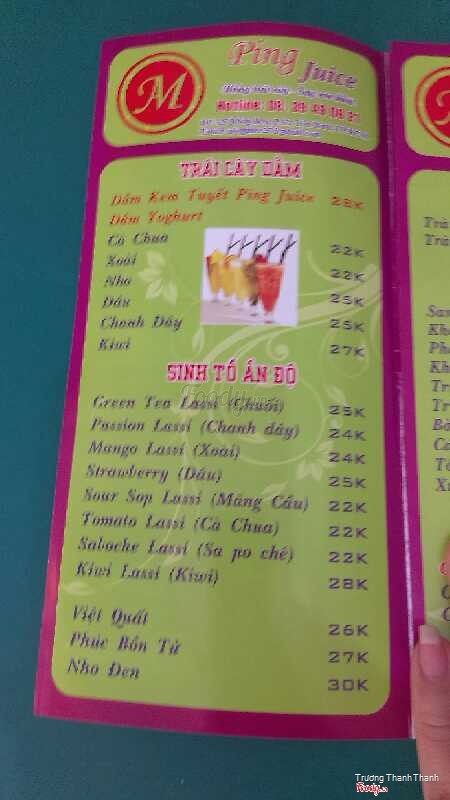 M
Ping Juice
Hotline: 08.
TRÁI CÂY DẦM
Dầm Kem Tuyết Ping Juice 28K
Dầm Yoghurt
Cà Chua 22K
Xoài 22K
Nho 25K
Dâu 25K
Chanh Dây 27K
Kiwi
SINH TỐ ẤN ĐỘ
Green Tea Lassi (Chuối) 25K
Passion Lassi (Chanh dây) 24K
Mango Lassi (Xoài) 24K
Strawberry (Dâu) 25K
Sour Sop Lassi (Mãng Cầu) 22K
Tomato Lassi (Cà Chua) 22K
Saboche Lassi (Sa po chê) 22K
Kiwi Lassi (Kiwi) 28K
Việt Quất 26K
Phúc Bồn Tử 27K
Nho Đen 30K
Trương Thanh Thanh
Foody.vn